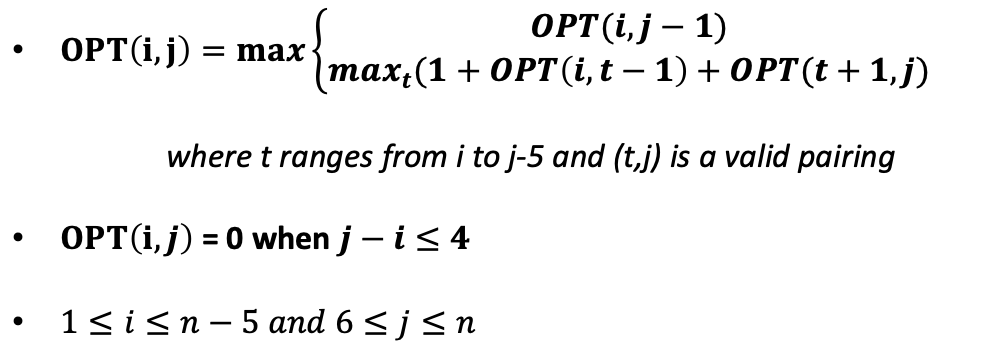 • OPT(i,j) = max { OPT(i,j − 1)
max_t(1 + OPT(i,t − 1) + OPT(t + 1,j)
where t ranges from i to j-5 and (t,j) is a valid pairing
• OPT(i,j) = 0 when j − i ≤ 4
• 1 ≤ i ≤ n − 5 and 6 ≤ j ≤ n